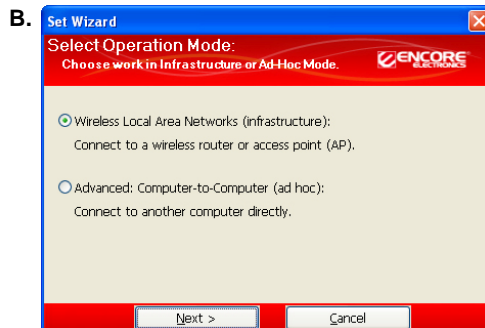 B.
Set Wizard
Select Operation Mode:
Choose work in Infrastructure or Ad-Hoc Mode.
ENCORE
ELECTRONICS
Wireless Local Area Networks (infrastructure):
Connect to a wireless router or access point (AP).
Advanced: Computer-to-Computer (ad hoc):
Connect to another computer directly.
Next >
Cancel